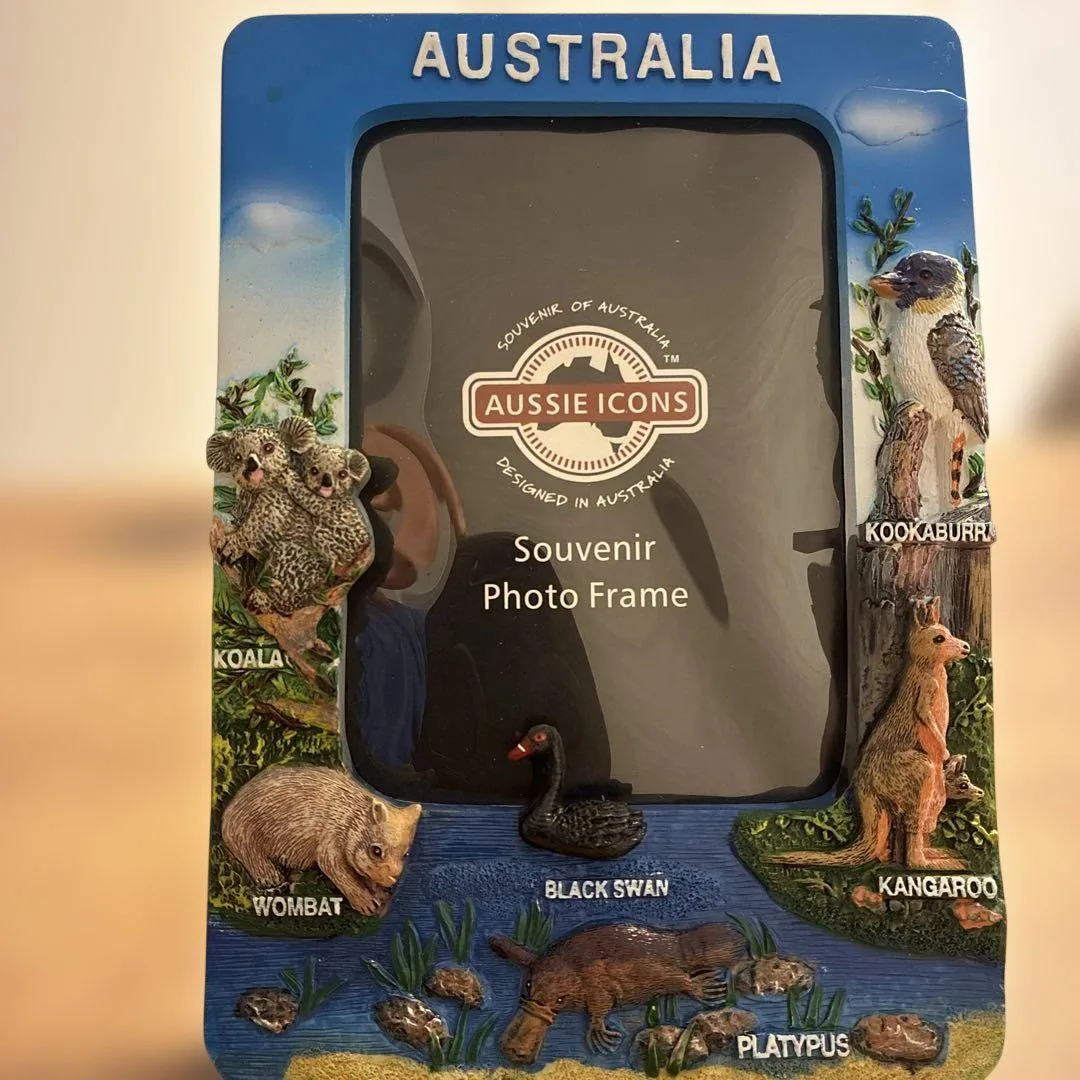 AUSTRALIA
SOUVENIR OF AUSTRALIA
TM
AUSSIE ICONS
DESIGNED IN AUSTRALIA
Souvenir
Photo Frame
KOOKABURR
KOALA
KANGAROO
BLACK SWAN
WOMBAT
PLATYPUS